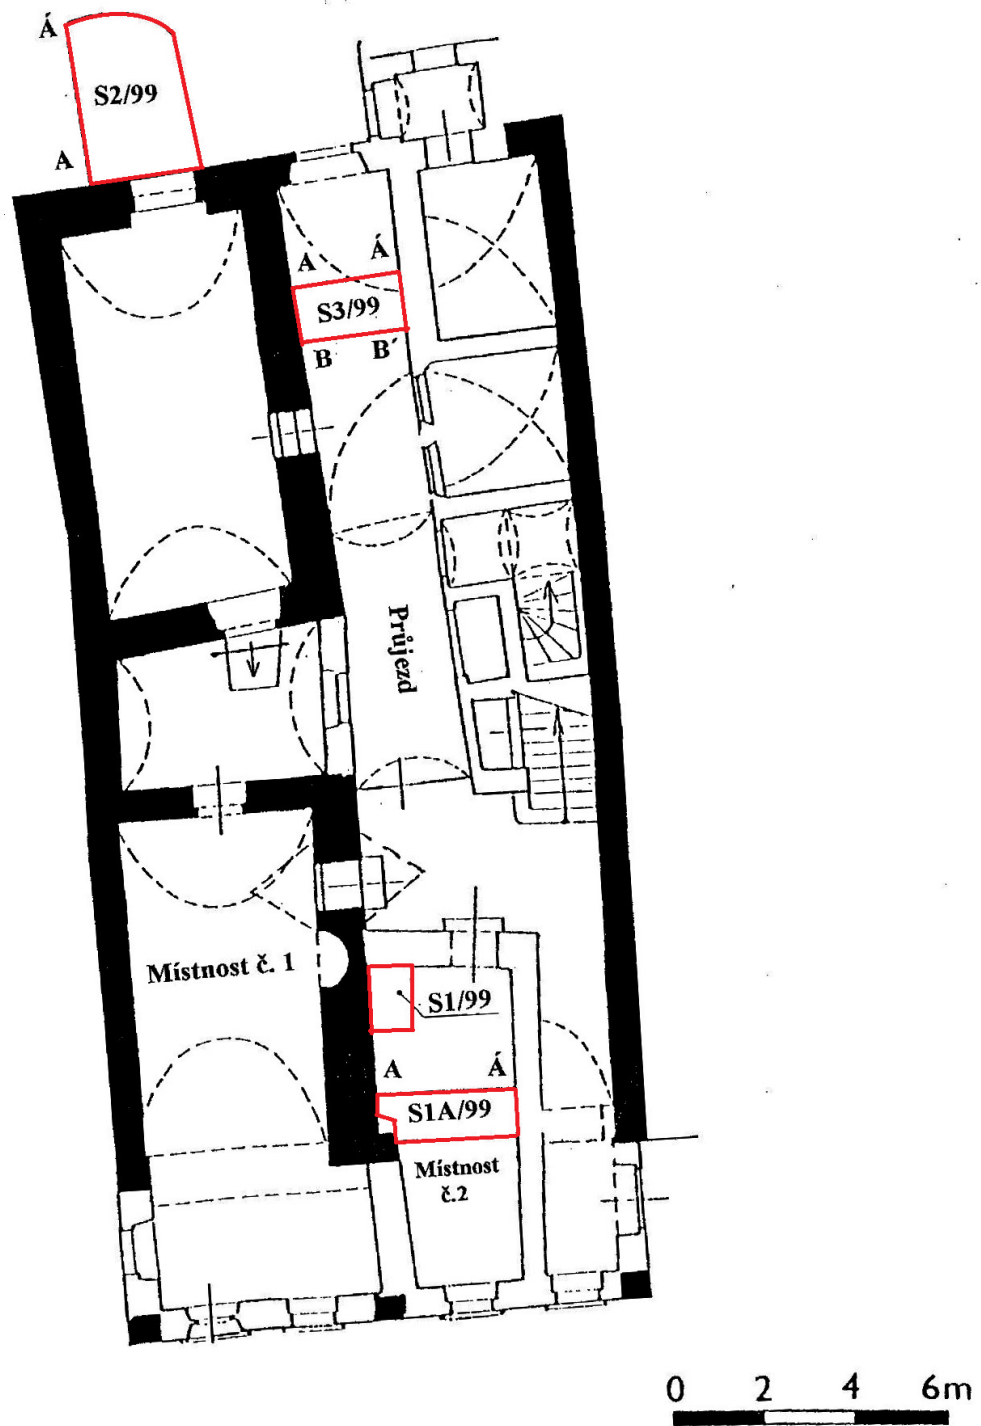 Á
S2/99
A
A Á
S3/99
B B´
Průjezd
Místnost č. 1
S1/99
A Á
S1A/99
Místnost
č.2
0 2 4 6m